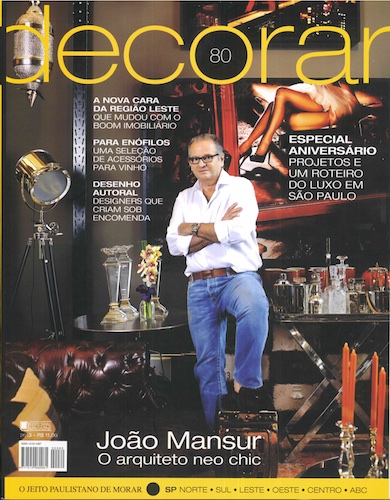 decorar
80
A NOVA CARA
DA REGIÃO LESTE
QUE MUDOU COM O
BOOM IMOBILIÁRIO
PARA ENÓFILOS
UMA SELEÇÃO
DE ACESSÓRIOS
PARA VINHO
DESENHO
AUTORAL
DESIGNERS QUE
CRIAM SOB
ENCOMENDA
ESPECIAL
ANIVERSÁRIO
PROJETOS E
UM ROTEIRO
DO LUXO EM
SÃO PAULO
João Mansur
O arquiteto neo chic
O JEITO PAULISTANO DE MORAR
SP NORTE · SUL · LESTE · OESTE · CENTRO · ABC